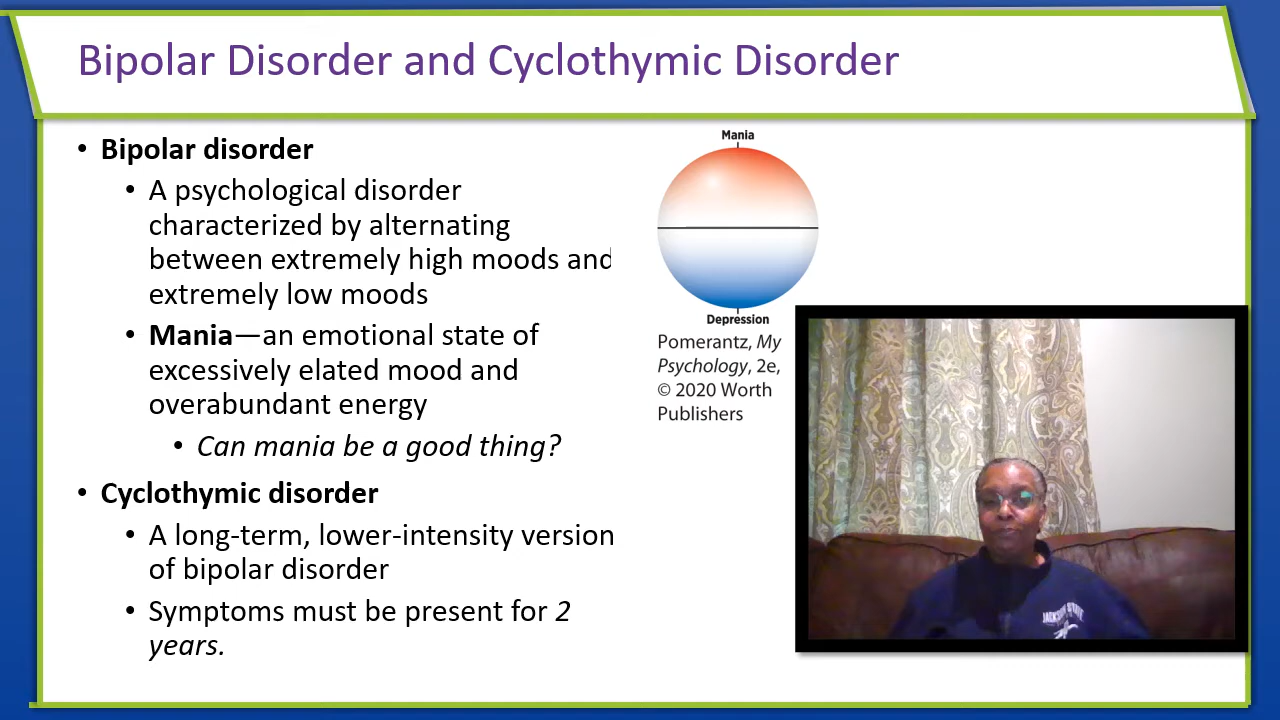 Bipolar Disorder and Cyclothymic Disorder
• Bipolar disorder
• A psychological disorder
characterized by alternating
between extremely high moods and
extremely low moods
• Mania—an emotional state of
excessively elated mood and
overabundant energy
• Can mania be a good thing?
• Cyclothymic disorder
• A long-term, lower-intensity version
of bipolar disorder
• Symptoms must be present for 2
years.
Mania
Depression
Pomerantz, My
Psychology, 2e,
© 2020 Worth
Publishers
JACKSON STATE